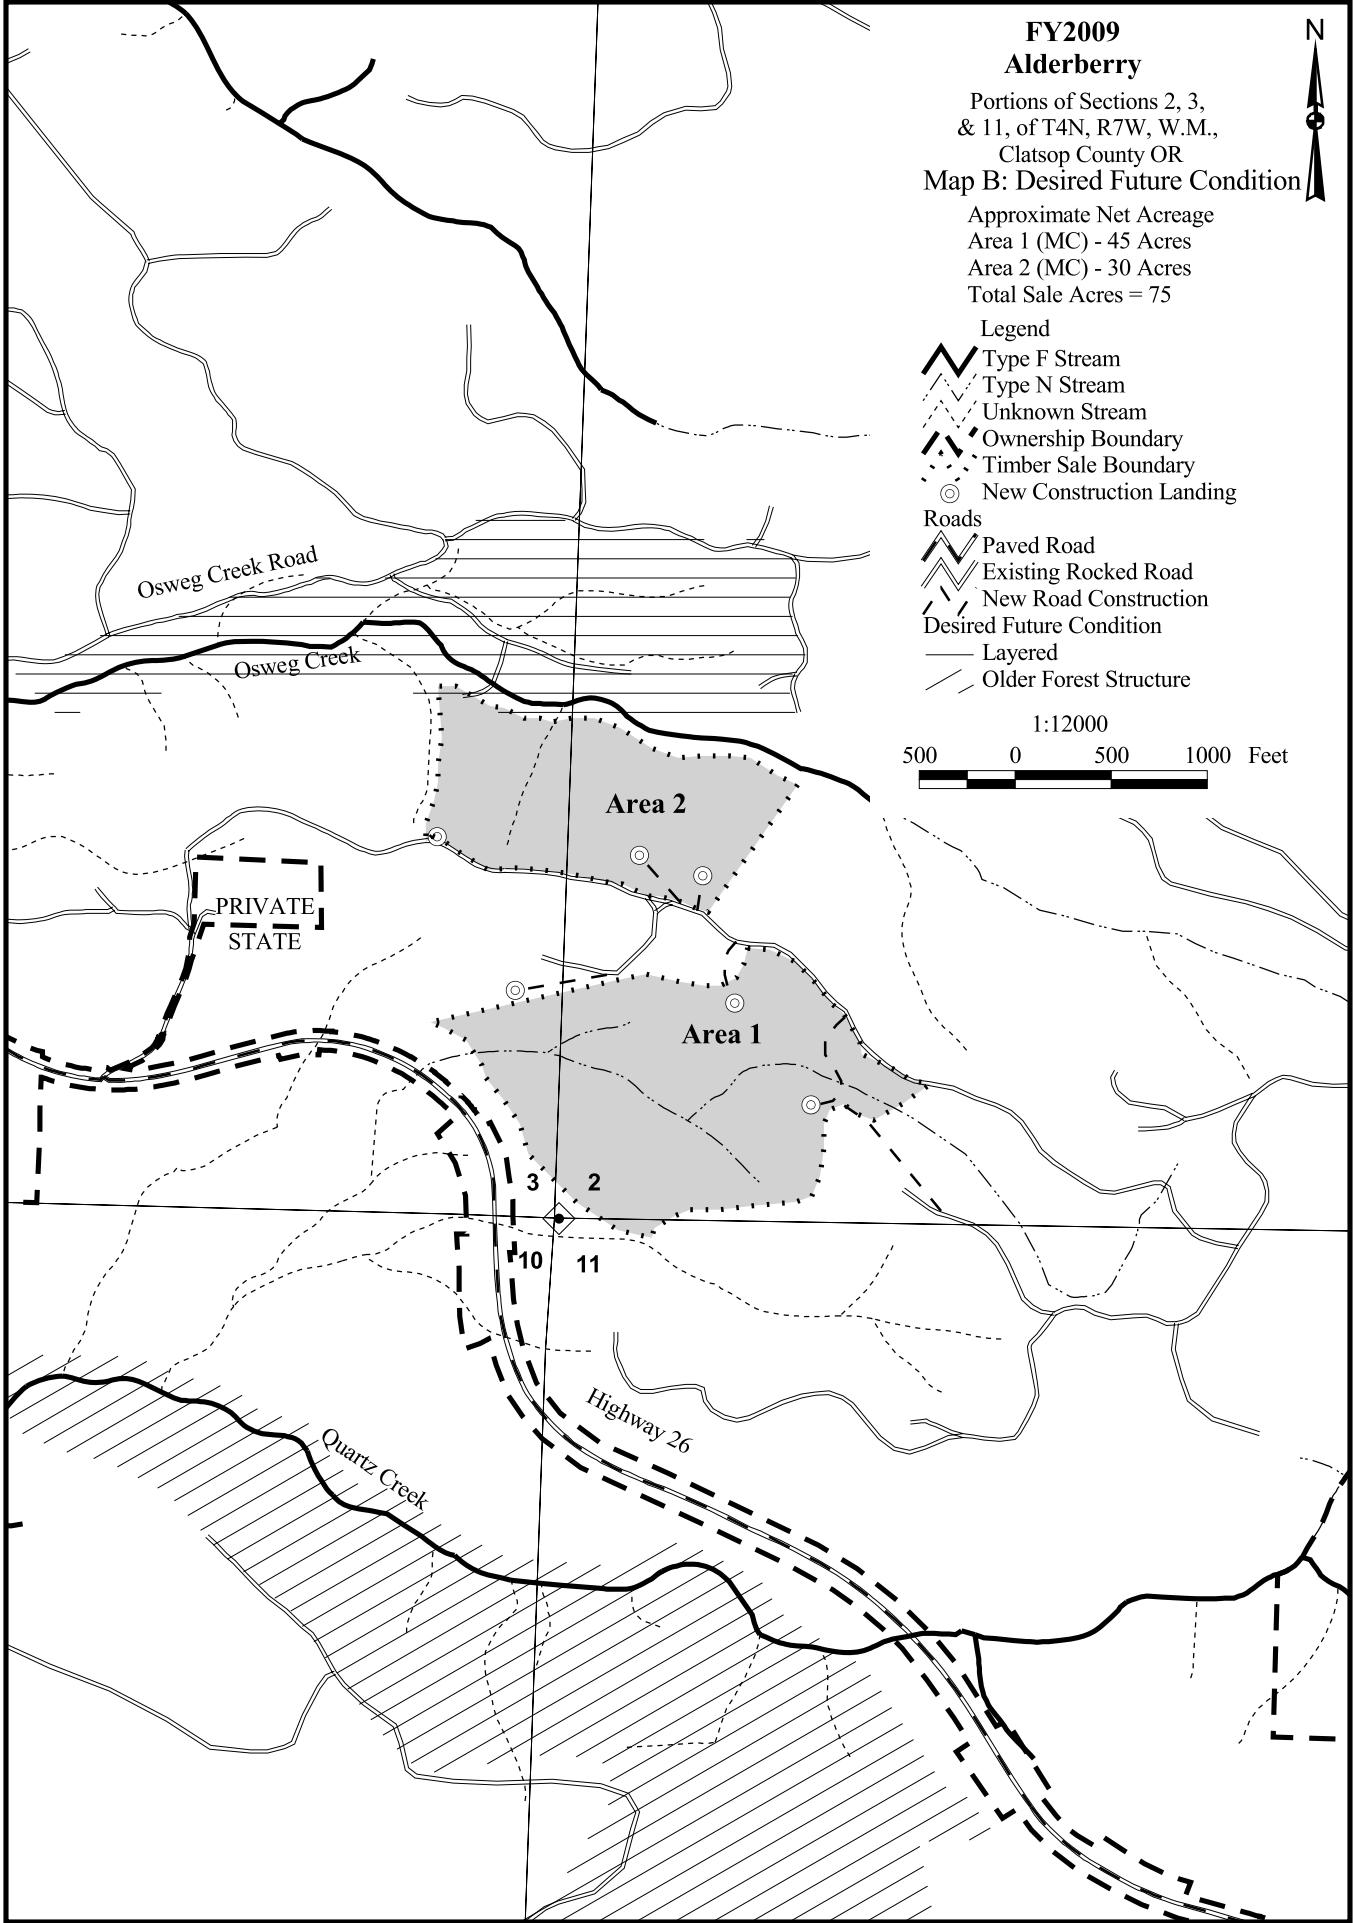 FY2009
Alderberry
N
Portions of Sections 2, 3,
& 11, of T4N, R7W, W.M.,
Clatsop County OR
Map B: Desired Future Condition
Approximate Net Acreage
Area 1 (MC) - 45 Acres
Area 2 (MC) - 30 Acres
Total Sale Acres = 75
Legend
Type F Stream
Type N Stream
Unknown Stream
Ownership Boundary
Timber Sale Boundary
New Construction Landing
Roads
Paved Road
Existing Rocked Road
New Road Construction
Desired Future Condition
Layered
Older Forest Structure
1:12000
500 0 500 1000 Feet
Osweg Creek Road
Osweg Creek
Area 2
PRIVATE
STATE
Area 1
3 2
10 11
Highway 26
Quartz Creek